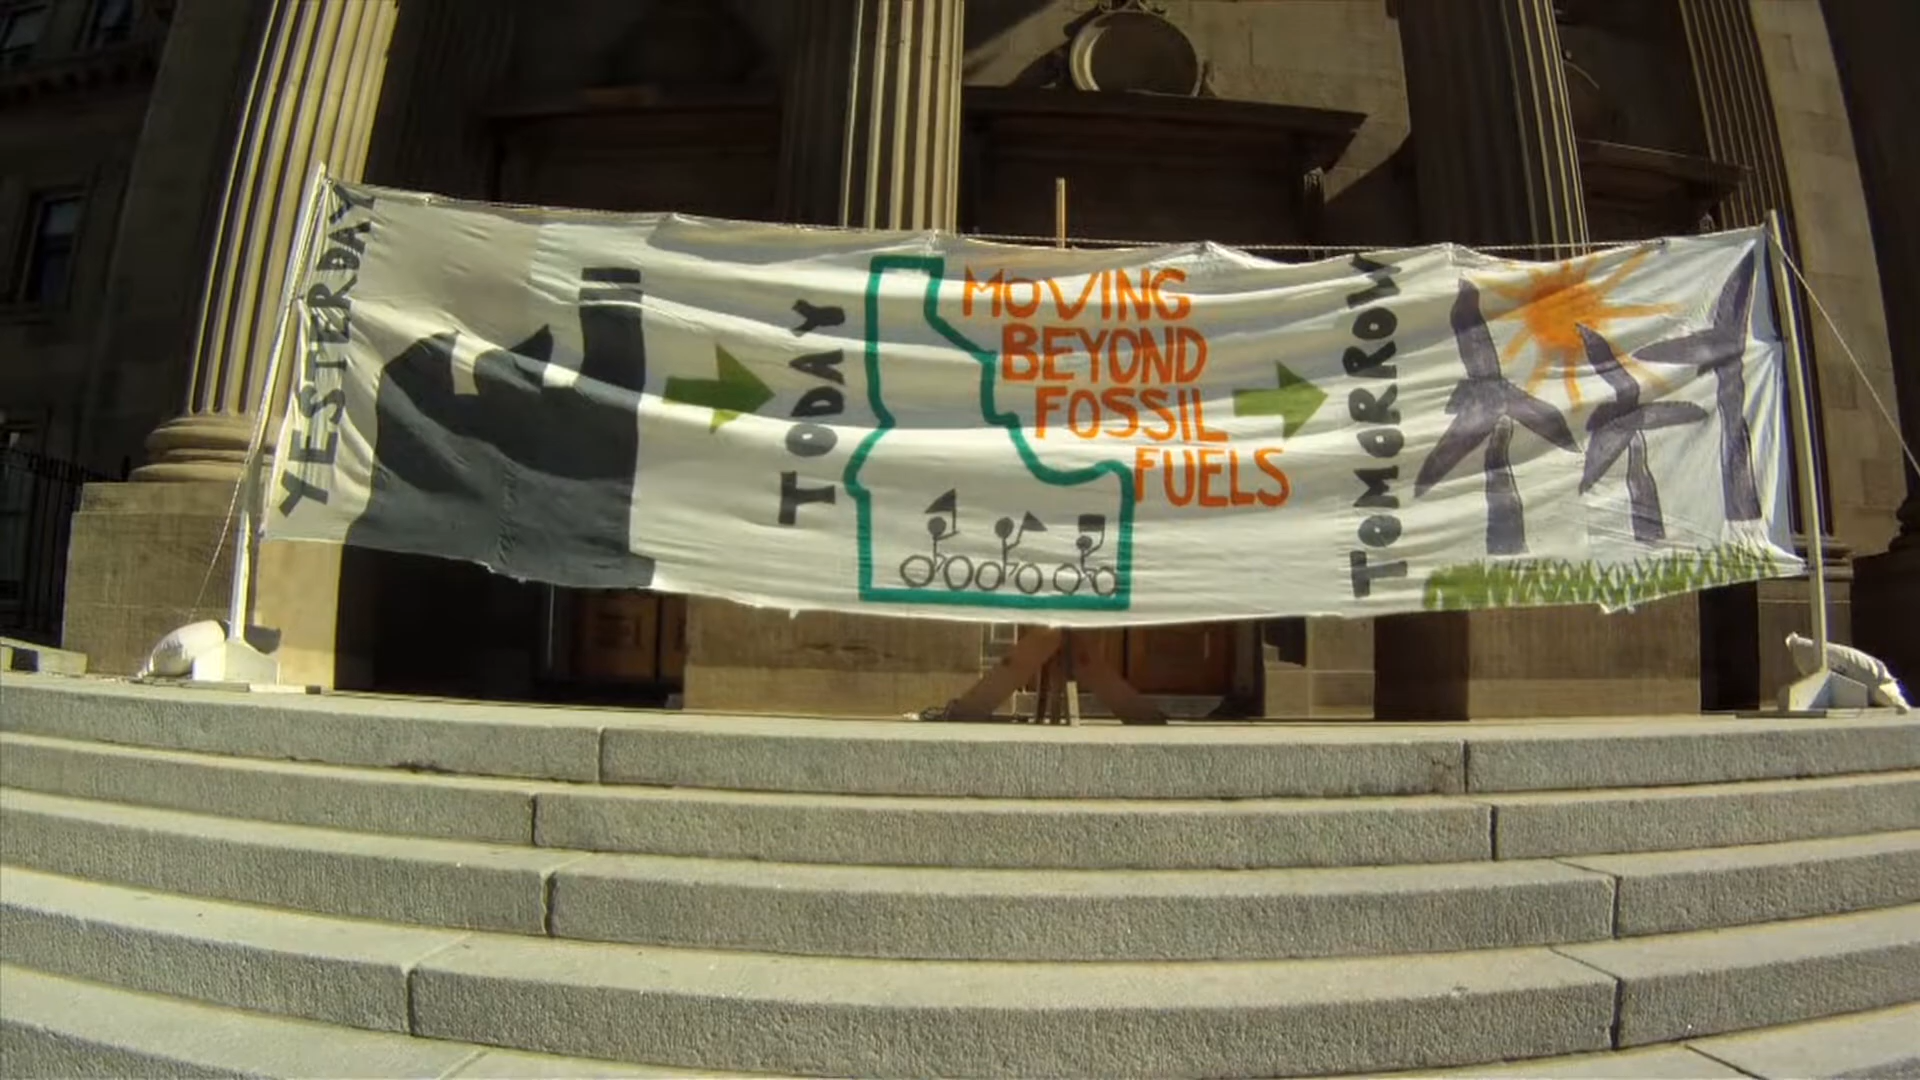 YESTERDAY
TODAY
MOVING
BEYOND
FOSSIL
FUELS
TOMORROW